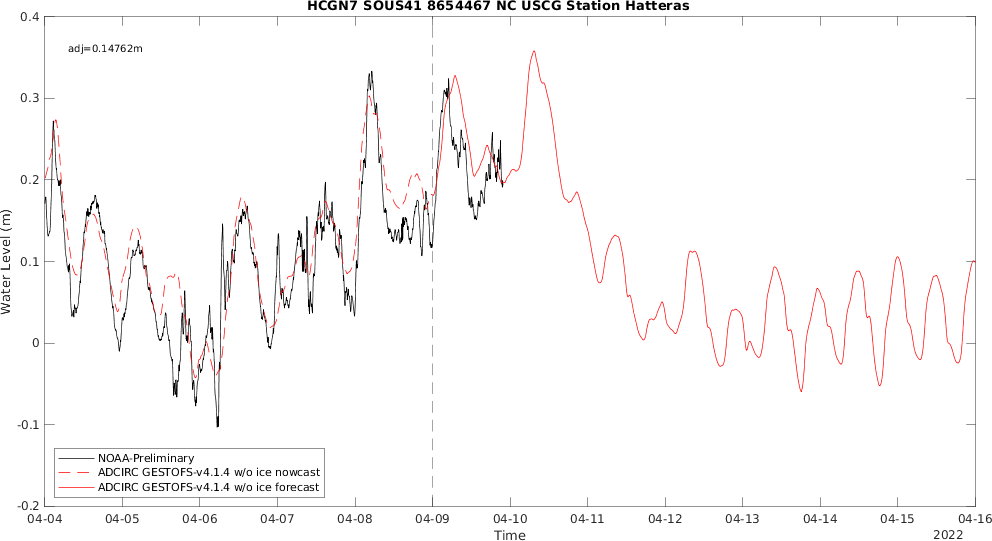 HCGN7 SOUS41 8654467 NC USCG Station Hatteras
adj=0.14762m
0.4
0.3
0.2
0.1
0
-0.1
-0.2
Water Level (m)
NOAA-Preliminary
ADCIRC GESTOFS-v4.1.4 w/o ice nowcast
ADCIRC GESTOFS-v4.1.4 w/o ice forecast
04-04 04-05 04-06 04-07 04-08 04-09 04-10 04-11 04-12 04-13 04-14 04-15 04-16
Time
2022